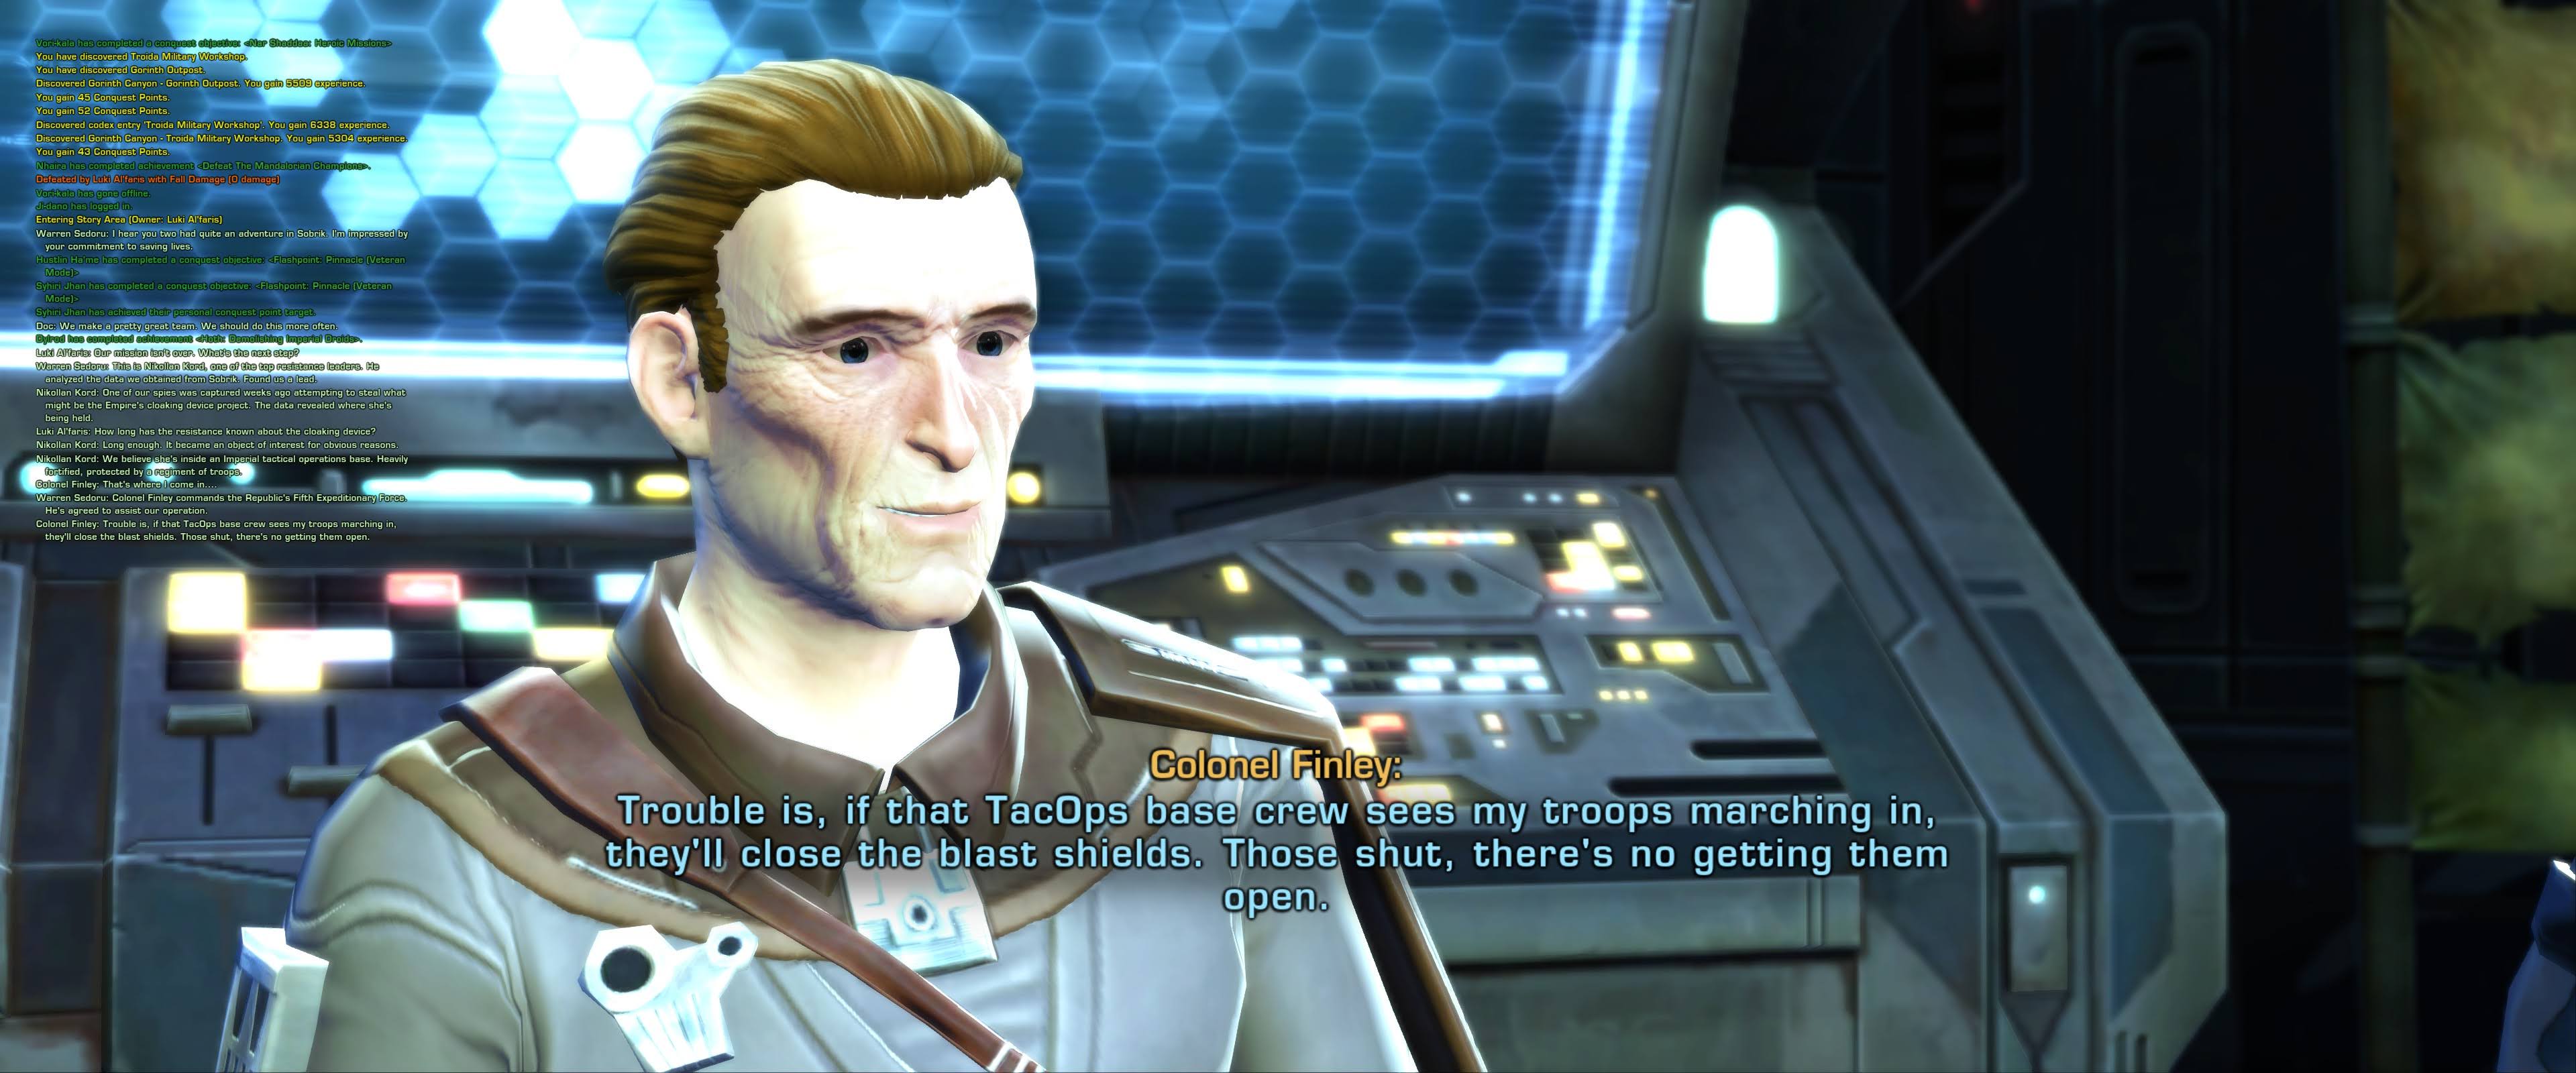 Vori-kala has completed a conquest objective: <Nar Shaddaa: Heroic Missions>
You have discovered Troida Military Workshop.
You have discovered Gorinth Outpost.
Discovered Gorinth Canyon - Gorinth Outpost. You gain 5509 experience.
You gain 45 Conquest Points.
You gain 52 Conquest Points.
Discovered codex entry 'Troida Military Workshop'. You gain 6338 experience.
Discovered Gorinth Canyon - Troida Military Workshop. You gain 5304 experience.
You gain 43 Conquest Points.
Nhaira has completed achievement <Defeat The Mandalorian Champions>.
Defeated by Luki Al'faris with Fall Damage (0 damage)
Vori-kala has gone offline.
Ji-dano has logged in.
Entering Story Area (Owner: Luki Al'faris)
Warren Sedoru: I hear you two had quite an adventure in Sobrik. I'm impressed by
your commitment to saving lives.
Hustlin Ha'me has completed a conquest objective: <Flashpoint: Pinnacle (Veteran
Mode)>
Syhiri Jhan has completed a conquest objective: <Flashpoint: Pinnacle (Veteran
Mode)>
Syhiri Jhan has achieved their personal conquest point target.
Doc: We make a pretty great team. We should do this more often.
Dylrod has completed achievement <Hoth: Demolishing Imperial Droids>.
Luki Al'faris: Our mission isn't over. What's the next step?
Warren Sedoru: This is Nikollan Kord, one of the top resistance leaders. He
analyzed the data we obtained from Sobrik. Found us a lead.
Nikollan Kord: One of our spies was captured weeks ago attempting to steal what
might be the Empire's cloaking device project. The data revealed where she's
being held.
Luki Al'faris: How long has the resistance known about the cloaking device?
Nikollan Kord: Long enough. It became an object of interest for obvious reasons.
Nikollan Kord: We believe she's inside an Imperial tactical operations base. Heavily
fortified, protected by a regiment of troops.
Colonel Finley: That's where I come in....
Warren Sedoru: Colonel Finley commands the Republic's Fifth Expeditionary Force.
He's agreed to assist our operation.
Colonel Finley: Trouble is, if that TacOps base crew sees my troops marching in,
they'll close the blast shields. Those shut, there's no getting them open.
Colonel Finley:
Trouble is, if that TacOps base crew sees my troops marching in,
they'll close the blast shields. Those shut, there's no getting them
open.